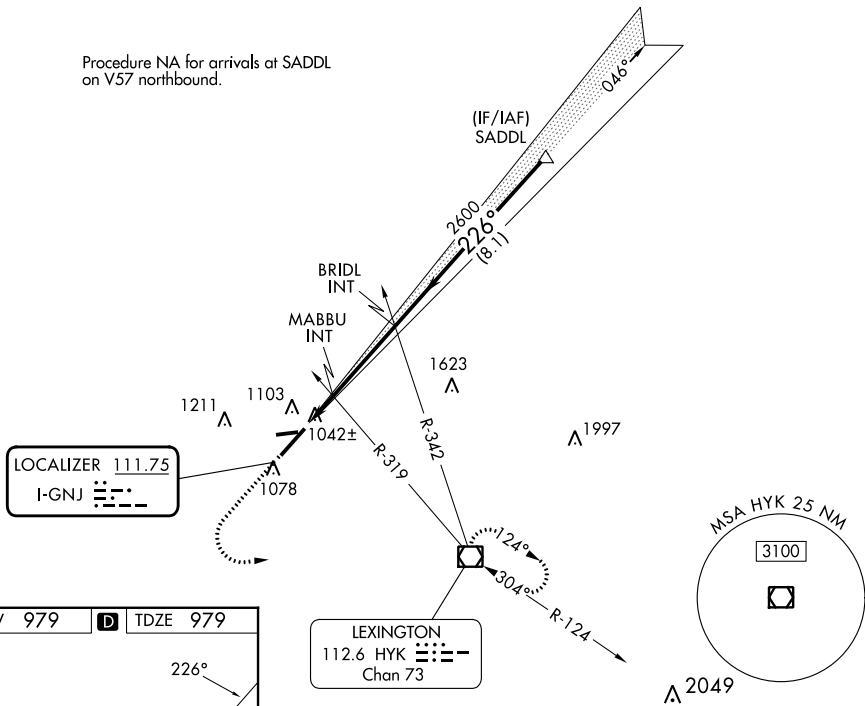 Procedure NA for arrivals at SADDL
on V57 northbound.
046°
(IF/IAF)
SADDL
2600
226°
(8.1)
BRIDL
INT
MABBU
INT
1623
1103
1211
1042±
1997
R-342
R-319
LOCALIZER 111.75
I-GNJ
1078
MSA HYK 25 NM
3100
124°
304°
R-124
979
D
TDZE 979
226°
LEXINGTON
112.6 HYK
Chan 73
2049